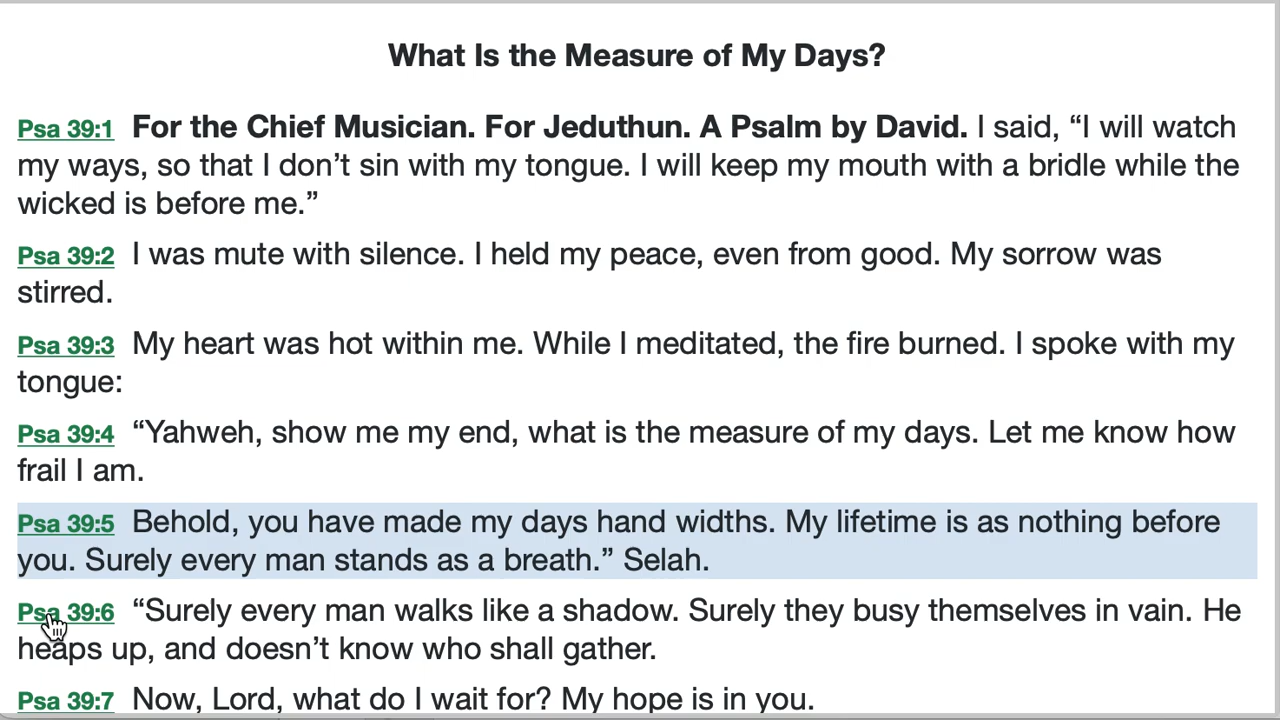 What Is the Measure of My Days?
Psa 39:1 For the Chief Musician. For Jeduthun. A Psalm by David. I said, “I will watch
my ways, so that I don’t sin with my tongue. I will keep my mouth with a bridle while the
wicked is before me.”
Psa 39:2 I was mute with silence. I held my peace, even from good. My sorrow was
stirred.
Psa 39:3 My heart was hot within me. While I meditated, the fire burned. I spoke with my
tongue:
Psa 39:4 “Yahweh, show me my end, what is the measure of my days. Let me know how
frail I am.
Psa 39:5 Behold, you have made my days hand widths. My lifetime is as nothing before
you. Surely every man stands as a breath.” Selah.
Psa 39:6 “Surely every man walks like a shadow. Surely they busy themselves in vain. He
heaps up, and doesn’t know who shall gather.
Psa 39:7 Now, Lord, what do I wait for? My hope is in you.